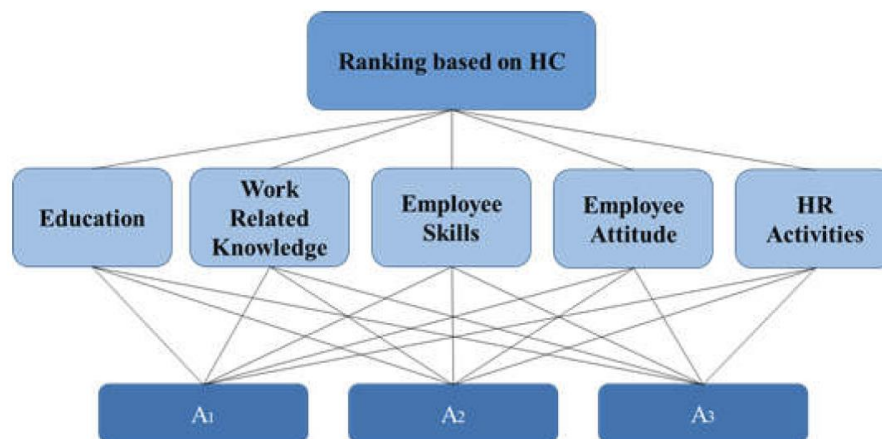 Ranking based on HC
Education
Work
Related
Knowledge
Employee
Skills
Employee
Attitude
HR
Activities
A1
A2
A3